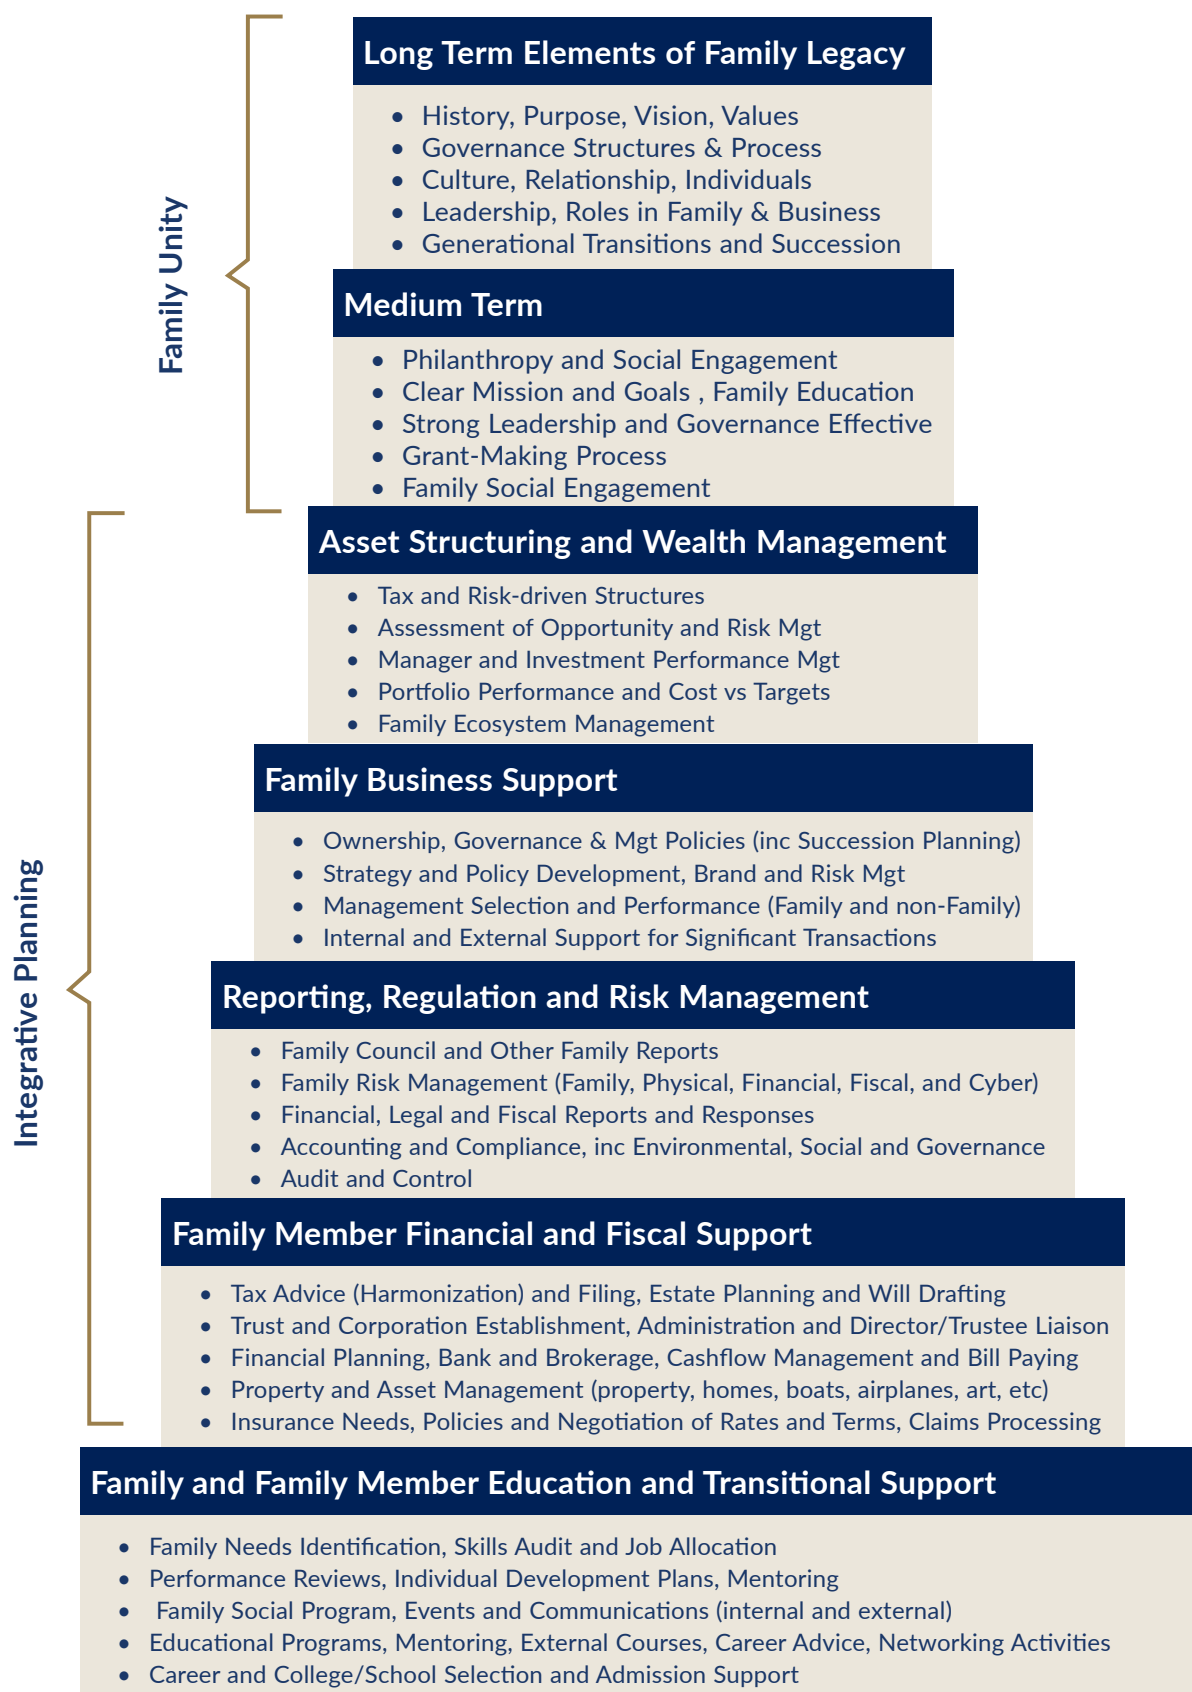 Long Term Elements of Family Legacy
• History, Purpose, Vision, Values
• Governance Structures & Process
• Culture, Relationship, Individuals
• Leadership, Roles in Family & Business
• Generational Transitions and Succession
Family Unity
Medium Term
• Philanthropy and Social Engagement
• Clear Mission and Goals , Family Education
• Strong Leadership and Governance Effective
• Grant-Making Process
• Family Social Engagement
Asset Structuring and Wealth Management
• Tax and Risk-driven Structures
• Assessment of Opportunity and Risk Mgt
• Manager and Investment Performance Mgt
• Portfolio Performance and Cost vs Targets
• Family Ecosystem Management
Family Business Support
• Ownership, Governance & Mgt Policies (inc Succession Planning)
• Strategy and Policy Development, Brand and Risk Mgt
• Management Selection and Performance (Family and non-Family)
• Internal and External Support for Significant Transactions
Integrative Planning
Reporting, Regulation and Risk Management
• Family Council and Other Family Reports
• Family Risk Management (Family, Physical, Financial, Fiscal, and Cyber)
• Financial, Legal and Fiscal Reports and Responses
• Accounting and Compliance, inc Environmental, Social and Governance
• Audit and Control
Family Member Financial and Fiscal Support
• Tax Advice (Harmonization) and Filing, Estate Planning and Will Drafting
• Trust and Corporation Establishment, Administration and Director/Trustee Liaison
• Financial Planning, Bank and Brokerage, Cashflow Management and Bill Paying
• Property and Asset Management (property, homes, boats, airplanes, art, etc)
• Insurance Needs, Policies and Negotiation of Rates and Terms, Claims Processing
Family and Family Member Education and Transitional Support
• Family Needs Identification, Skills Audit and Job Allocation
• Performance Reviews, Individual Development Plans, Mentoring
• Family Social Program, Events and Communications (internal and external)
• Educational Programs, Mentoring, External Courses, Career Advice, Networking Activities
• Career and College/School Selection and Admission Support